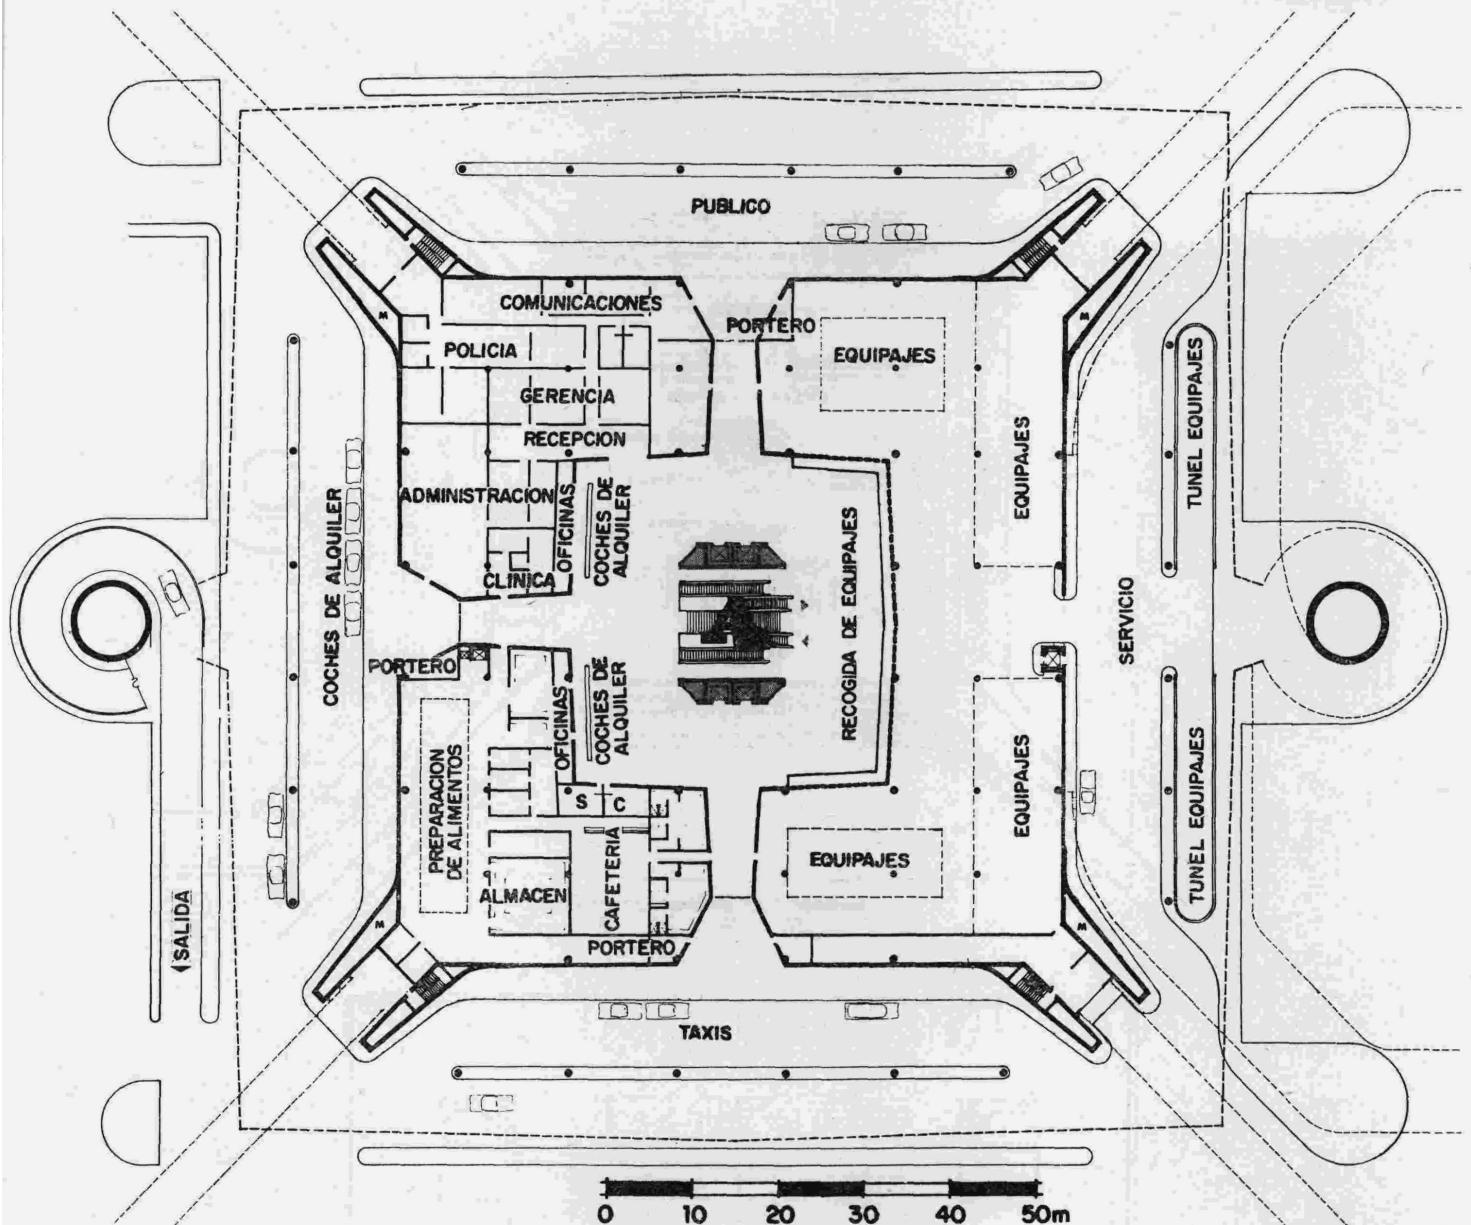 PUBLICO
COMUNICACIONES
PORTERO
M
M
POLICIA
EQUIPAJES
GERENCIA
RECEPCION
EQUIPAJES
TUNEL EQUIPAJES
ADMINISTRACION
OFICINAS
COCHES DE
ALQUILER
CLINICA
COCHES DE ALQUILER
RECOGIDA DE EQUIPAJES
SERVICIO
PORTERO
OFICINAS
COCHES DE
ALQUILER
PREPARACION
DE ALIMENTOS
S
C
EQUIPAJES
TUNEL EQUIPAJES
EQUIPAJES
ALMACEN
CAFETERIA
SALIDA
M
M
PORTERO
TAXIS
0 10 20 30 40 50m